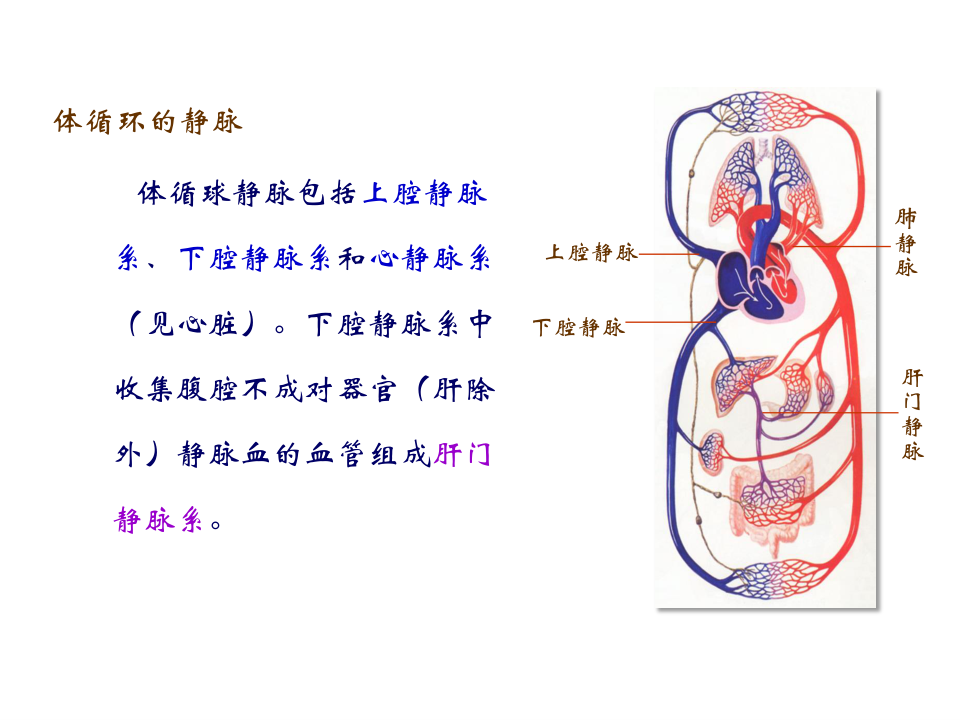 体循环的静脉
体循球静脉包括上腔静脉
系、下腔静脉系和心静脉系
（见心脏）。下腔静脉系中
收集腹腔不成对器官（肝除
外）静脉血的血管组成肝门
静脉系。
上腔静脉
下腔静脉
肺静脉
肝门静脉